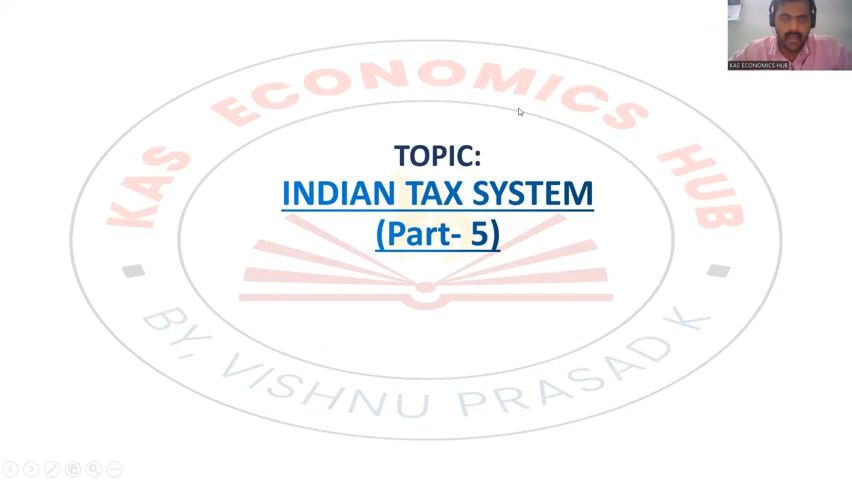 KAS ECONOMICS HUB
KAS ECONOMICS HUB
TOPIC:
INDIAN TAX SYSTEM
(Part- 5)
BY, VISHNU PRASAD K